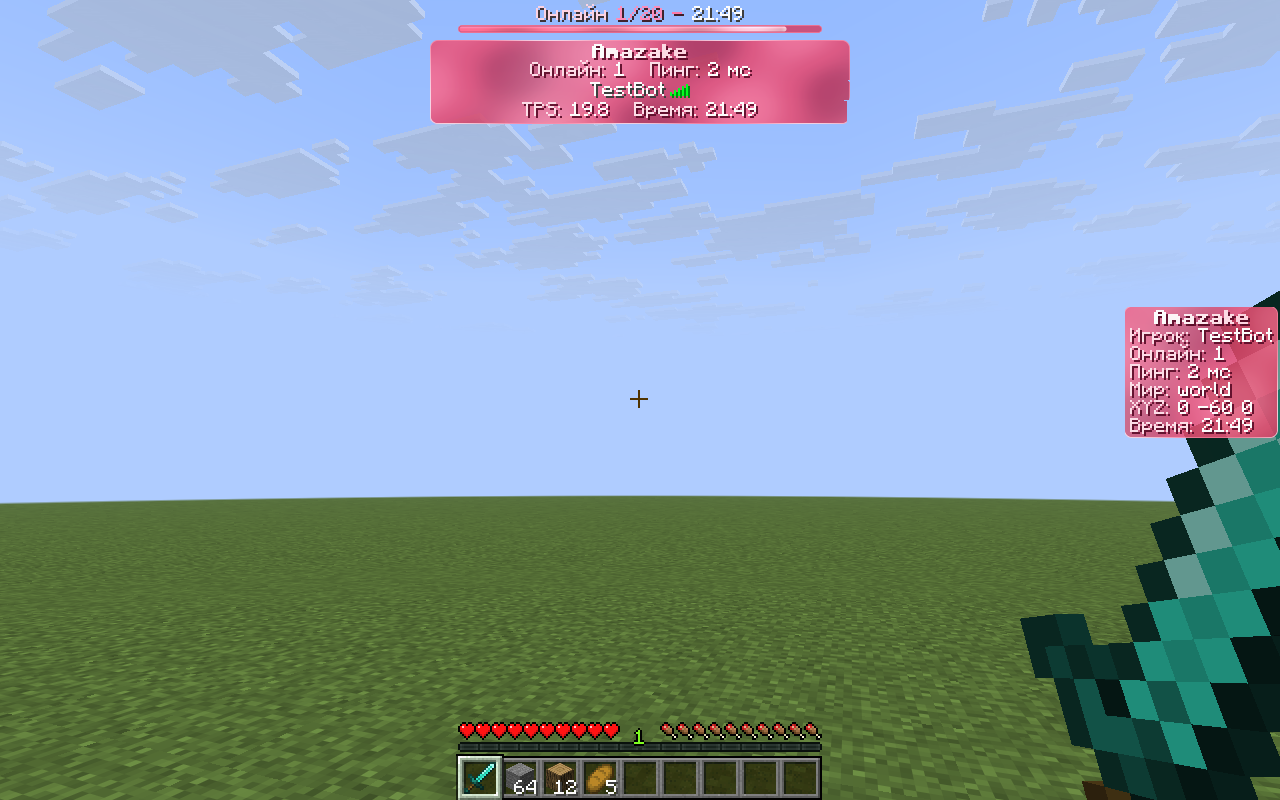 Онлайн 1/20 - 21:49
Amazake
Онлайн: 1 Пинг: 2 мс
TestBot
TPS: 19.8 Время: 21:49
Amazake
Игрок: TestBot
Онлайн: 1
Пинг: 2 мс
Мир: world
XYZ: 0 -60 0
Время: 21:49
1
64 12 5